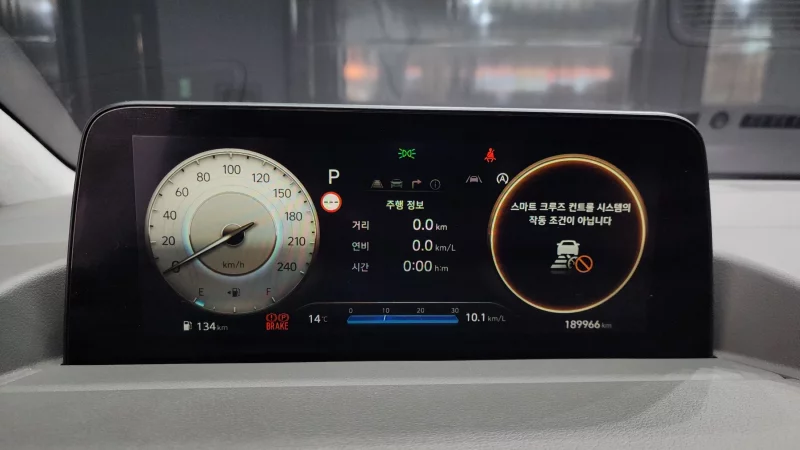 100
80
120
60
150
40
180
20
210
0
240
km/h
E
F
134km
BRAKE
P
주행 정보
거리 0.0 km
연비 0.0 km/L
시간 0:00 h:m
14℃
0 10 20 30
10.1 km/L
스마트 크루즈 컨트롤 시스템의
작동 조건이 아닙니다
189966 km